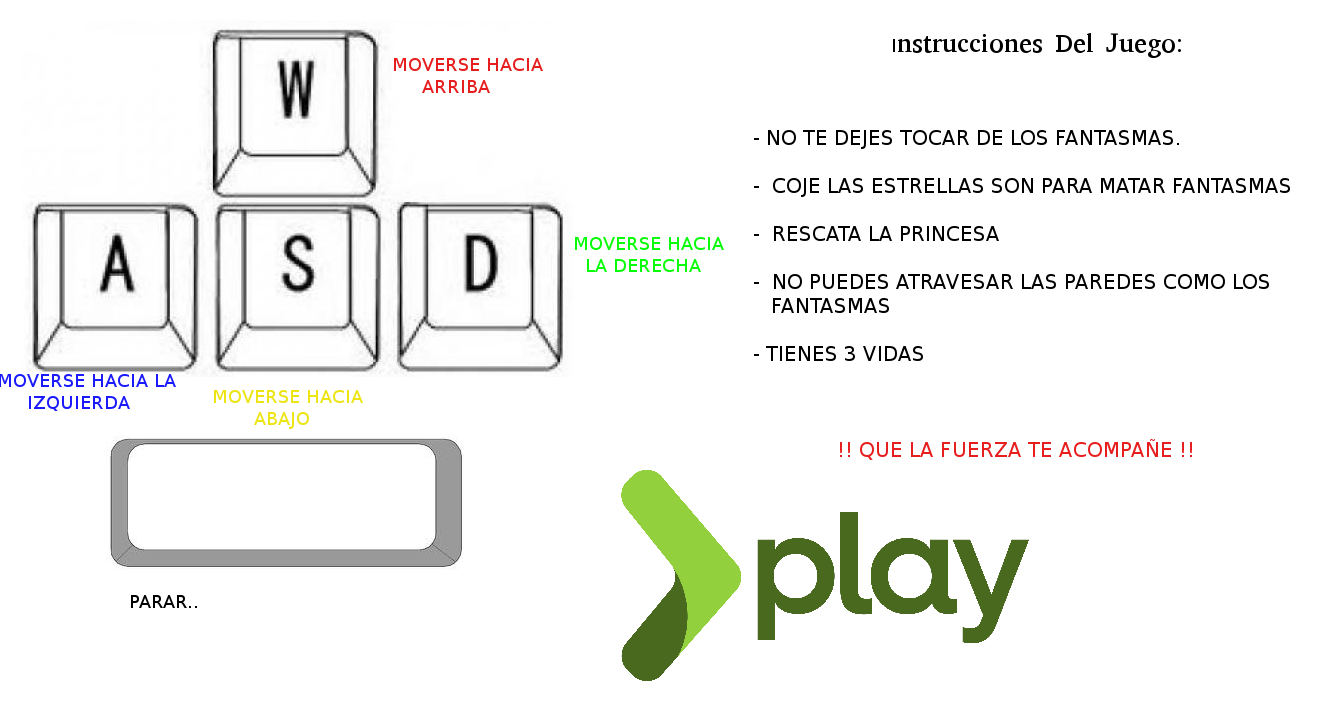 W
MOVERSE HACIA
ARRIBA
A
S
D
MOVERSE HACIA
LA DERECHA
MOVERSE HACIA LA
IZQUIERDA
MOVERSE HACIA
ABAJO
PARAR..
Instrucciones Del Juego:
- NO TE DEJES TOCAR DE LOS FANTASMAS.
- COJE LAS ESTRELLAS SON PARA MATAR FANTASMAS
- RESCATA LA PRINCESA
- NO PUEDES ATRAVESAR LAS PAREDES COMO LOS
FANTASMAS
- TIENES 3 VIDAS
!! QUE LA FUERZA TE ACOMPAÑE !!
play